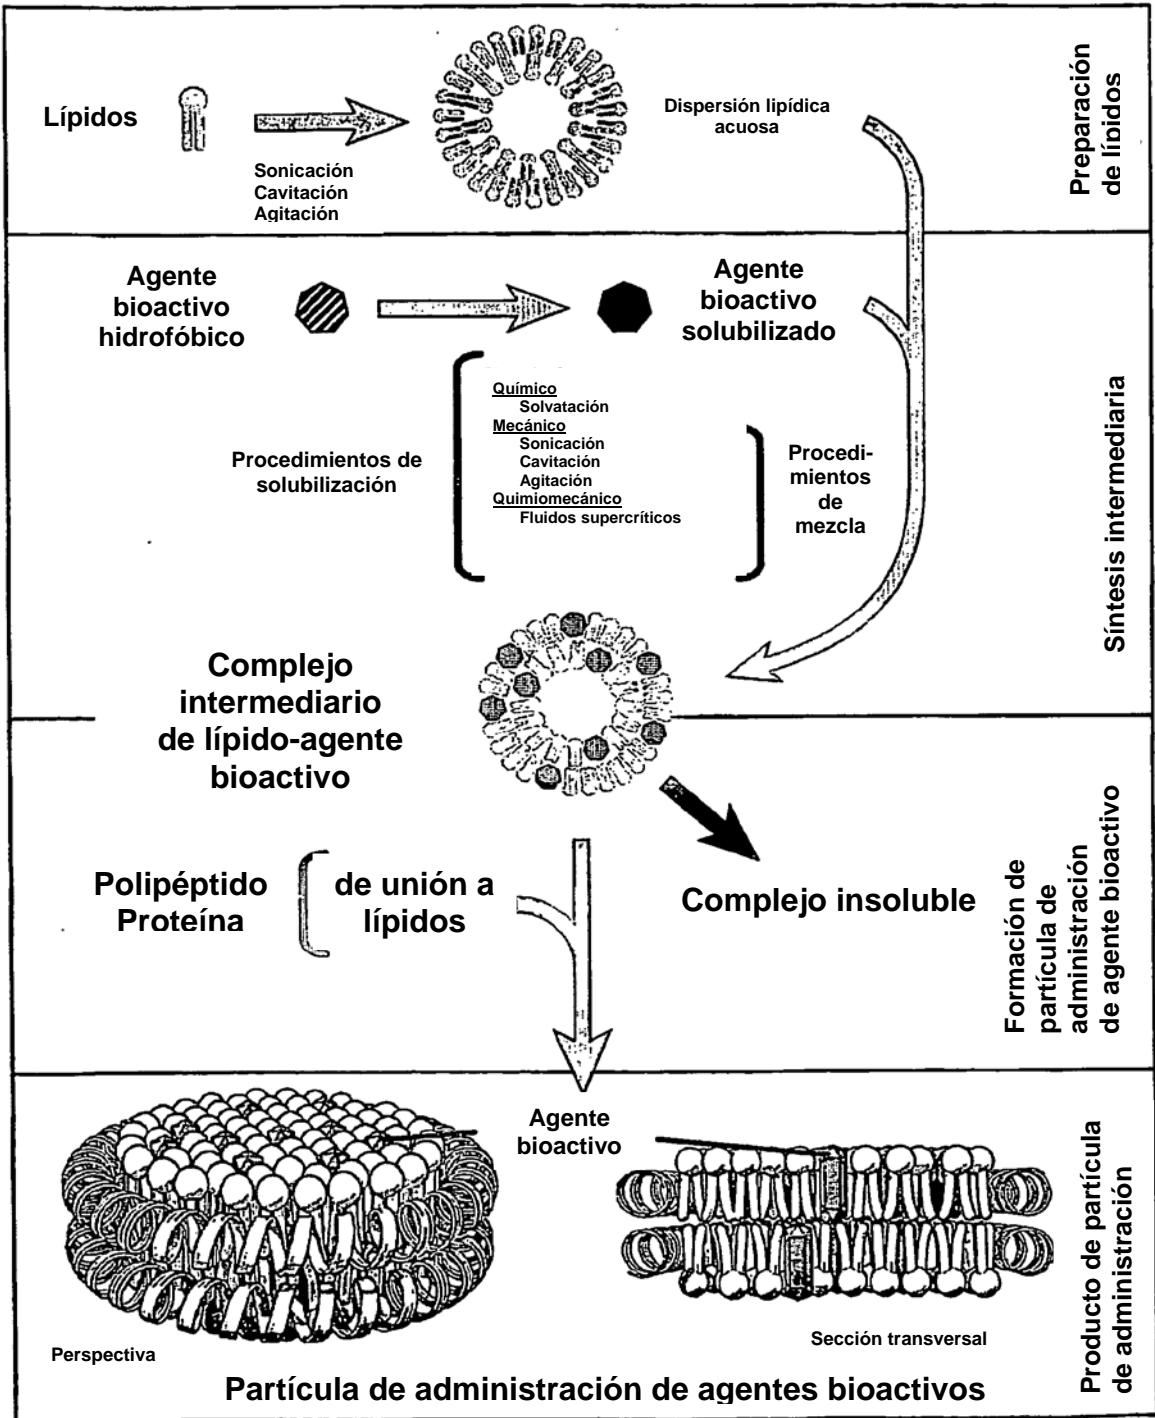 Lípidos
Sonicación
Cavitación
Agitación
Dispersión lipídica
acuosa
Preparación
de lípidos
Agente
bioactivo
hidrofóbico
Agente
bioactivo
solubilizado
Procedimientos de
solubilización
Químico
Solvatación
Mecánico
Sonicación
Cavitación
Agitación
Quimiomecánico
Fluidos supercríticos
Procedi-
mientos
de
mezcla
Síntesis intermediaria
Complejo
intermediario
de lípido-agente
bioactivo
Polipéptido
Proteína
de unión a
lípidos
Complejo insoluble
Formación de
partícula de
administración
de agente bioactivo
Agente
bioactivo
Perspectiva
Sección transversal
Partícula de administración de agentes bioactivos
Producto de partícula
de administración